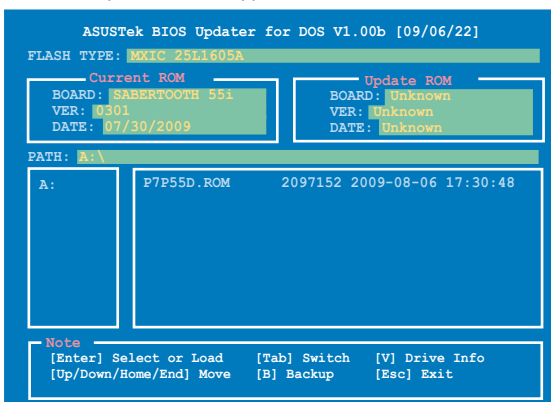 ASUSTek BIOS Updater for DOS V1.00b [09/06/22]
FLASH TYPE: MXIC 25L1605A
Current ROM
BOARD: SABERTOOTH 55i
VER: 0301
DATE: 07/30/2009
Update ROM
BOARD: Unknown
VER: Unknown
DATE: Unknown
PATH: A:\
A:
P7P55D.ROM 2097152 2009-08-06 17:30:48
Note
[Enter] Select or Load [Tab] Switch [V] Drive Info
[Up/Down/Home/End] Move [B] Backup [Esc] Exit